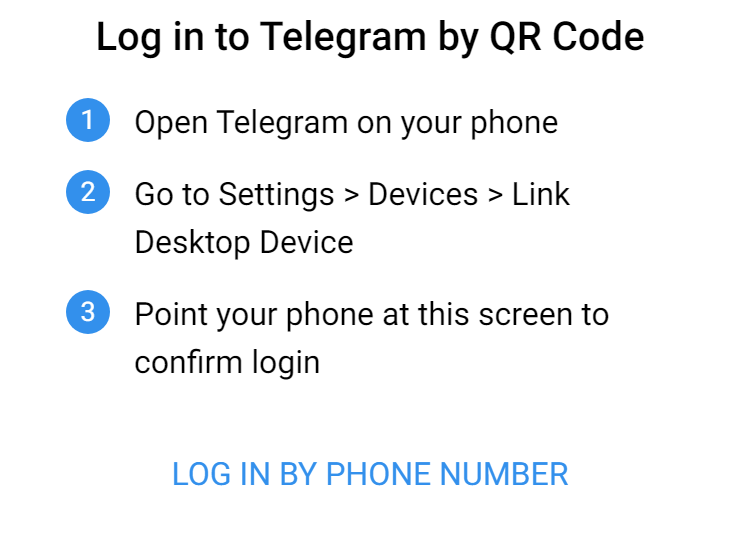 Log in to Telegram by QR Code
1 Open Telegram on your phone
2 Go to Settings > Devices > Link
Desktop Device
3 Point your phone at this screen to
confirm login
LOG IN BY PHONE NUMBER